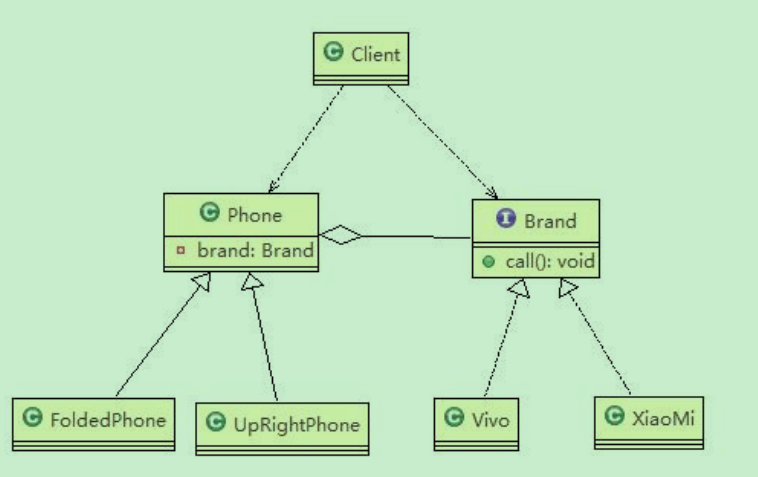 C Client
C Phone
brand: Brand
I Brand
call(): void
C FoldedPhone
C UpRightPhone
C Vivo
C XiaoMi